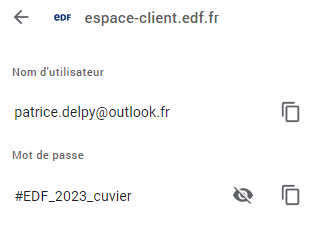 edf espace-client.edf.fr
Nom d'utilisateur
patrice.delpy@outlook.fr
Mot de passe
#EDF_2023_cuvier